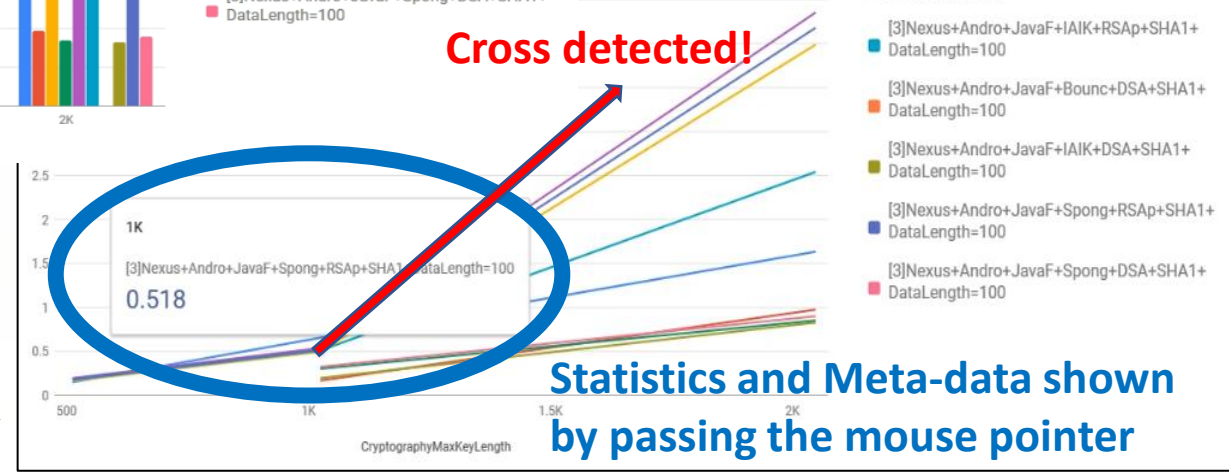 DataLength=100
2K
Cross detected!
[3]Nexus+Andro+JavaF+IAIK+RSAp+SHA1+
DataLength=100
[3]Nexus+Andro+JavaF+Bounc+DSA+SHA1+
DataLength=100
[3]Nexus+Andro+JavaF+IAIK+DSA+SHA1+
DataLength=100
[3]Nexus+Andro+JavaF+Spong+RSAp+SHA1+
DataLength=100
[3]Nexus+Andro+JavaF+Spong+DSA+SHA1+
DataLength=100
2.5
2
1.5
1
0.5
0
1K
[3]Nexus+Andro+JavaF+Spong+RSAp+SHA1 DataLength=100
0.518
500
1K
1.5K
2K
CryptographyMaxKeyLength
Statistics and Meta-data shown
by passing the mouse pointer